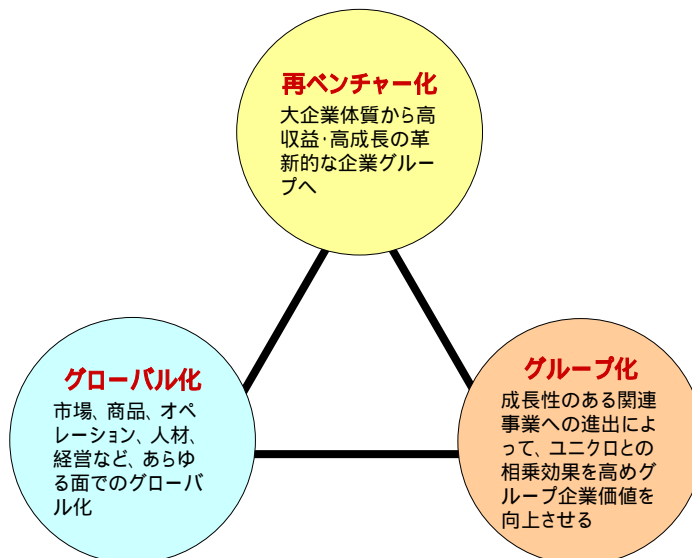 再ベンチャー化
大企業体質から高
収益・高成長の革
新的な企業グルー
プへ
グローバル化
市場、商品、オペ
レーション、人材、
経営など、あらゆ
る面でのグローバ
ル化
グループ化
成長性のある関連
事業への進出によ
って、ユニクロとの
相乗効果を高めグ
ループ企業価値を
向上させる